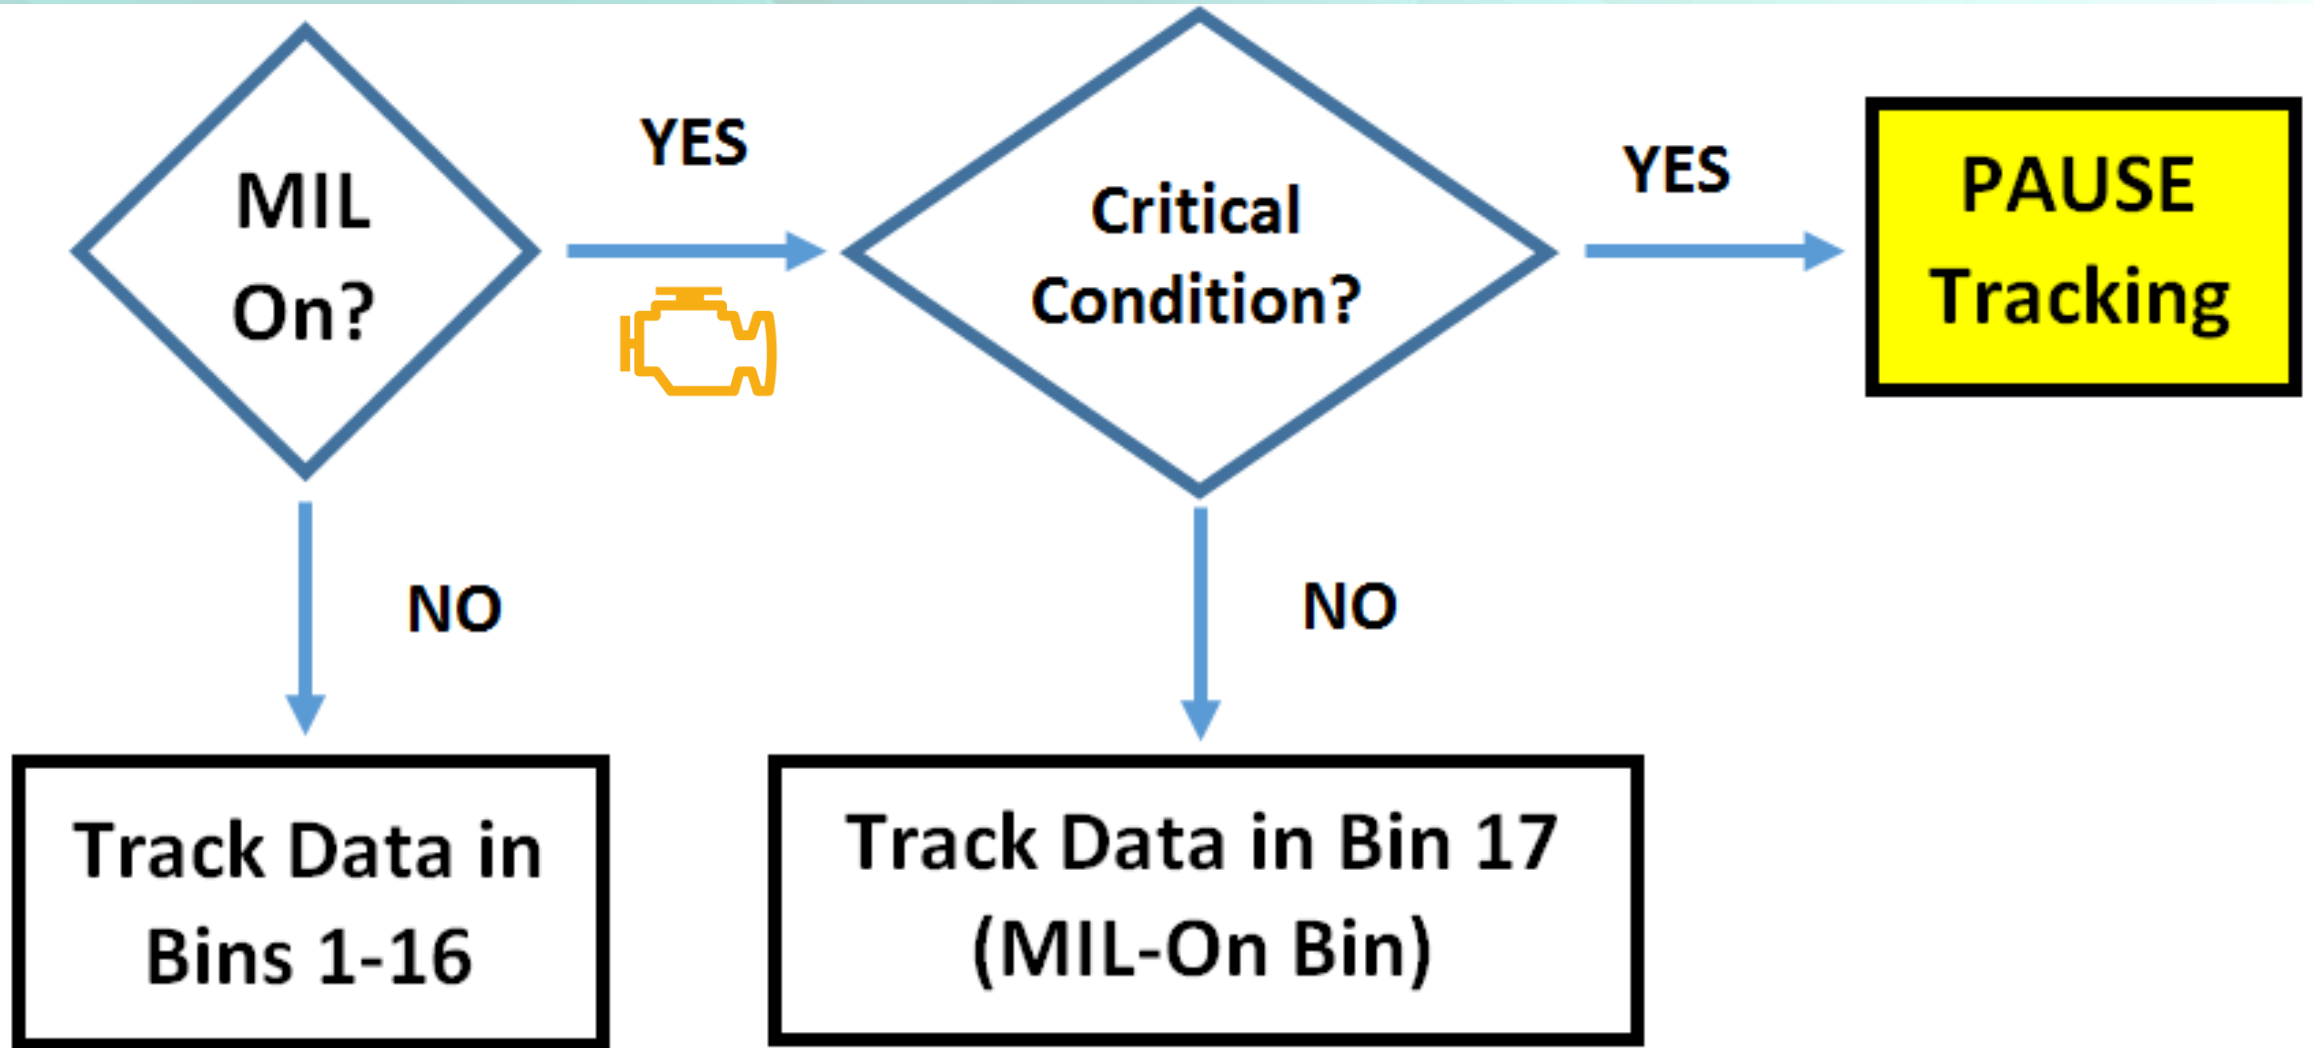 MIL
On?
YES
Critical
Condition?
YES
PAUSE
Tracking
NO
NO
Track Data in
Bins 1-16
Track Data in Bin 17
(MIL-On Bin)